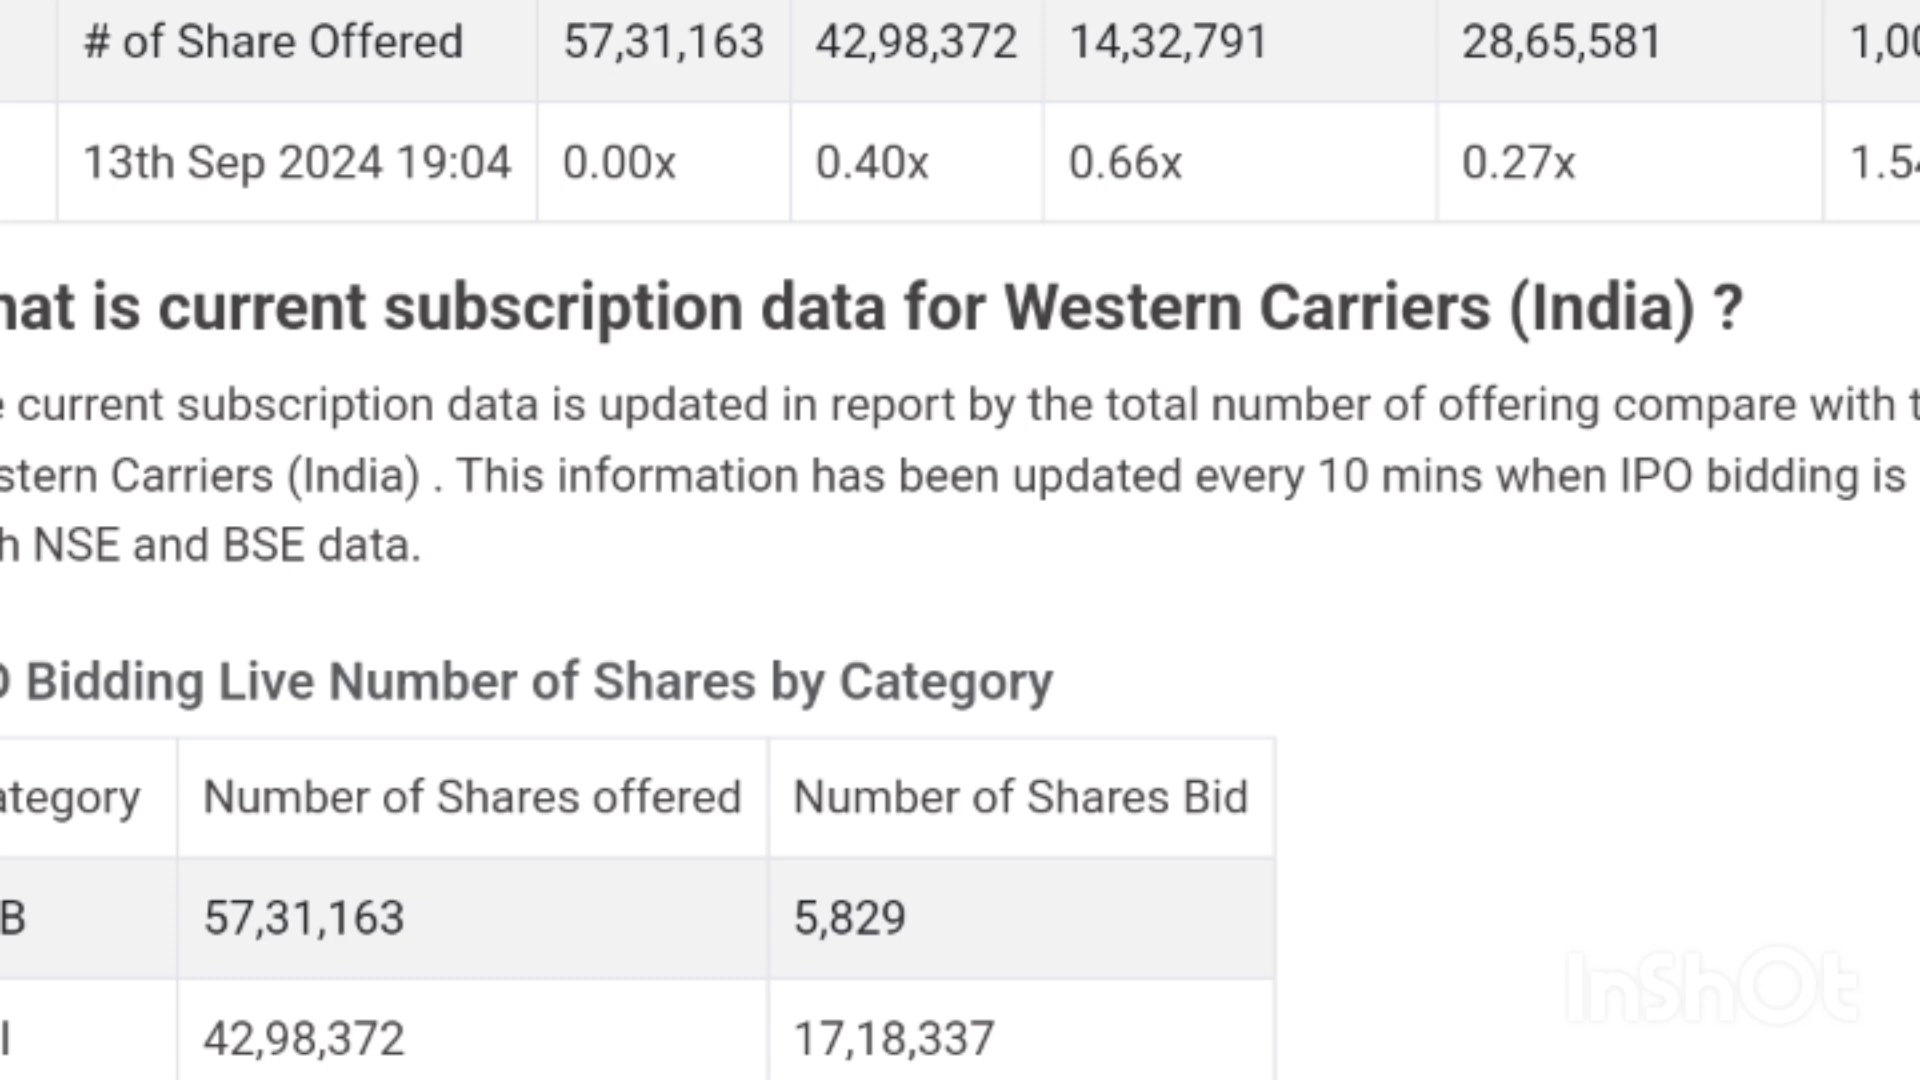 # of Share Offered 57,31,163 42,98,372 14,32,791 28,65,581 1,00
13th Sep 2024 19:04 0.00x 0.40x 0.66x 0.27x 1.54
hat is current subscription data for Western Carriers (India) ?
e current subscription data is updated in report by the total number of offering compare with t
stern Carriers (India) . This information has been updated every 10 mins when IPO bidding is
h NSE and BSE data.
O Bidding Live Number of Shares by Category
ategory Number of Shares offered Number of Shares Bid
B 57,31,163 5,829
I 42,98,372 17,18,337
InShOt